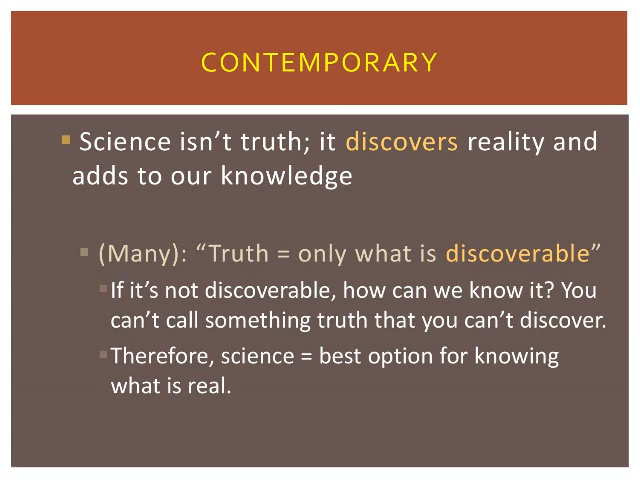 CONTEMPORARY
▪ Science isn't truth; it discovers reality and
adds to our knowledge
▪ (Many): “Truth = only what is discoverable”
▪If it's not discoverable, how can we know it? You
can't call something truth that you can't discover.
▪Therefore, science = best option for knowing
what is real.